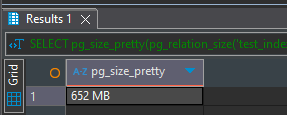 Results 1
SELECT pg_size_pretty(pg_relation_size('test_inde
Grid
A-Z pg_size_pretty
1 652 MB